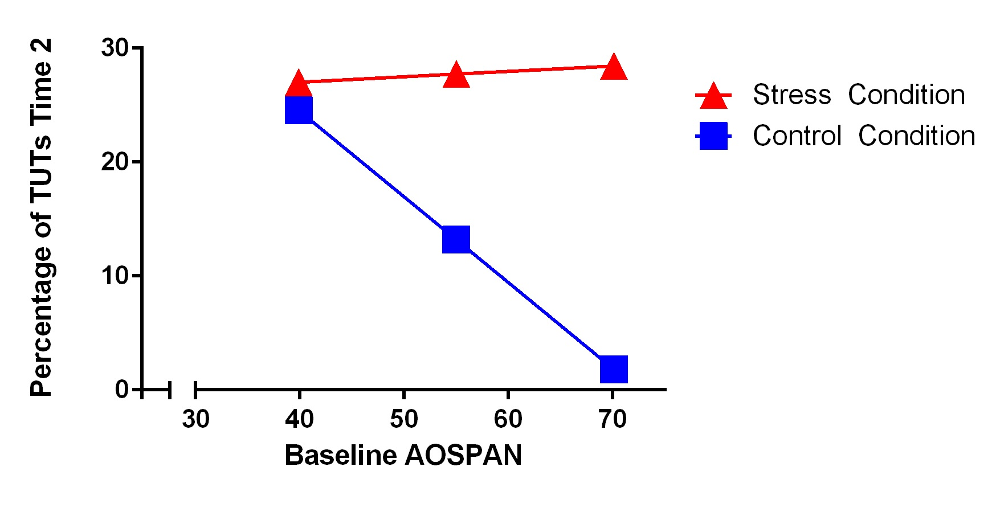 Percentage of TUTs Time 2
30
20
10
0
30 40 50 60 70
Baseline AOSPAN
Stress Condition
Control Condition